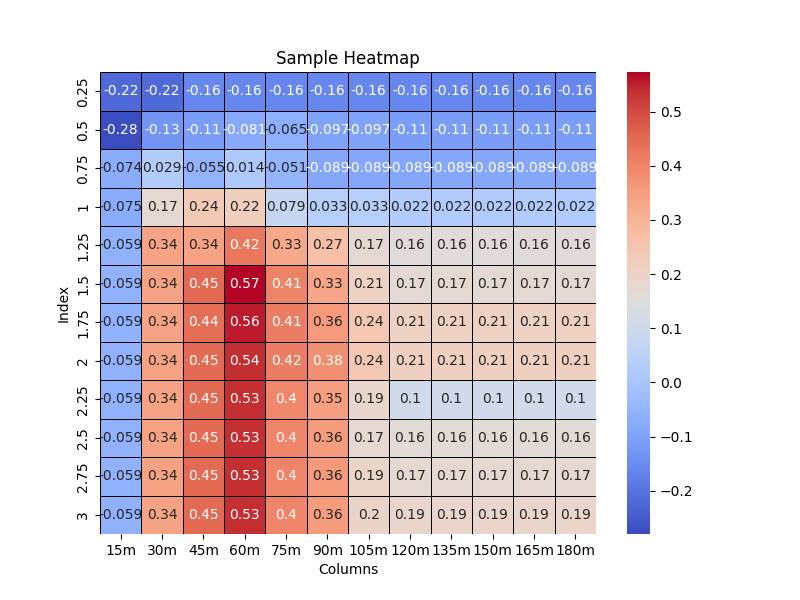 Sample Heatmap
0.25 -0.22 -0.22 -0.16 -0.16 -0.16 -0.16 -0.16 -0.16 -0.16 -0.16 -0.16 -0.16
0.5 -0.28 -0.13 -0.11 -0.081 -0.065 -0.097 -0.097 -0.11 -0.11 -0.11 -0.11 -0.11
0.75 -0.074 0.029 -0.055 0.014 -0.051 -0.089 -0.089 -0.089 -0.089 -0.089 -0.089 -0.089
1 -0.075 0.17 0.24 0.22 0.079 0.033 0.033 0.022 0.022 0.022 0.022 0.022
1.25 -0.059 0.34 0.34 0.42 0.33 0.27 0.17 0.16 0.16 0.16 0.16 0.16
1.5 -0.059 0.34 0.45 0.57 0.41 0.33 0.21 0.17 0.17 0.17 0.17 0.17
1.75 -0.059 0.34 0.44 0.56 0.41 0.36 0.24 0.21 0.21 0.21 0.21 0.21
2 -0.059 0.34 0.45 0.54 0.42 0.38 0.24 0.21 0.21 0.21 0.21 0.21
2.25 -0.059 0.34 0.45 0.53 0.4 0.35 0.19 0.1 0.1 0.1 0.1 0.1
2.5 -0.059 0.34 0.45 0.53 0.4 0.36 0.17 0.16 0.16 0.16 0.16 0.16
2.75 -0.059 0.34 0.45 0.53 0.4 0.36 0.19 0.17 0.17 0.17 0.17 0.17
3 -0.059 0.34 0.45 0.53 0.4 0.36 0.2 0.19 0.19 0.19 0.19 0.19
15m 30m 45m 60m 75m 90m 105m 120m 135m 150m 165m 180m
Columns
Index
0.5
0.4
0.3
0.2
0.1
0.0
−0.1
−0.2